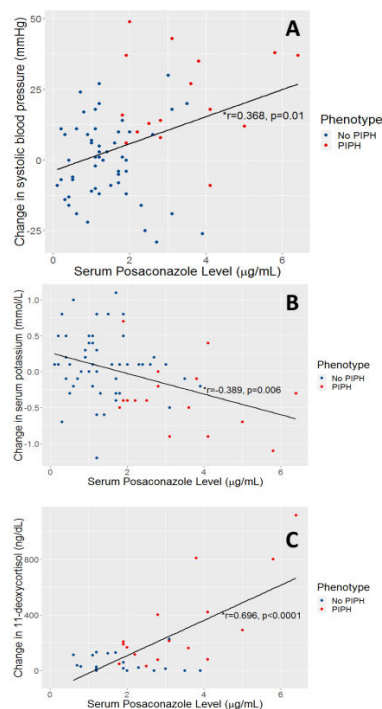 A
Change in systolic blood pressure (mmHg)
50
25
0
-25
*r=0.368, p=0.01
0
2
4
6
Serum Posaconazole Level (µg/mL)
Phenotype
No PIPH
PIPH
B
Change in serum potassium (mmol/L)
1.0
0.5
0.0
-0.5
-1.0
*r=-0.389, p=0.006
0
2
4
6
Serum Posaconazole Level (µg/mL)
Phenotype
No PIPH
PIPH
C
Change in 11-deoxycortisol (ng/dL)
800
400
0
*r=0.696, p<0.0001
0
2
4
6
Serum Posaconazole Level (µg/mL)
Phenotype
No PIPH
PIPH